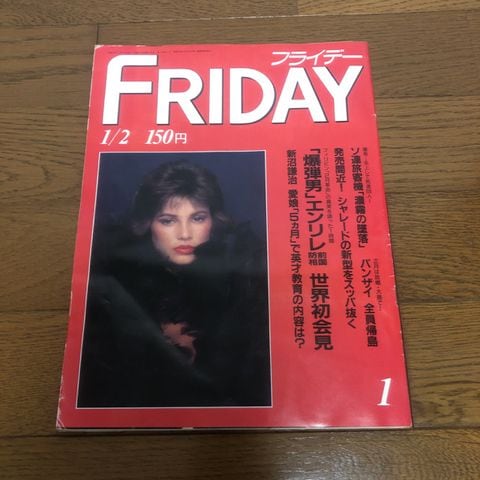 フライデー
FRIDAY
1/2 150円
ソ連旅客機「濃霧の墜落」
バンザイ 全員帰島
発売間近! シャレードの新型をスッパ抜く
「爆弾男」エンリレ前国防相 世界初会見
新沼謙治 愛娘「5ヵ月」で英才教育の内容は?
1